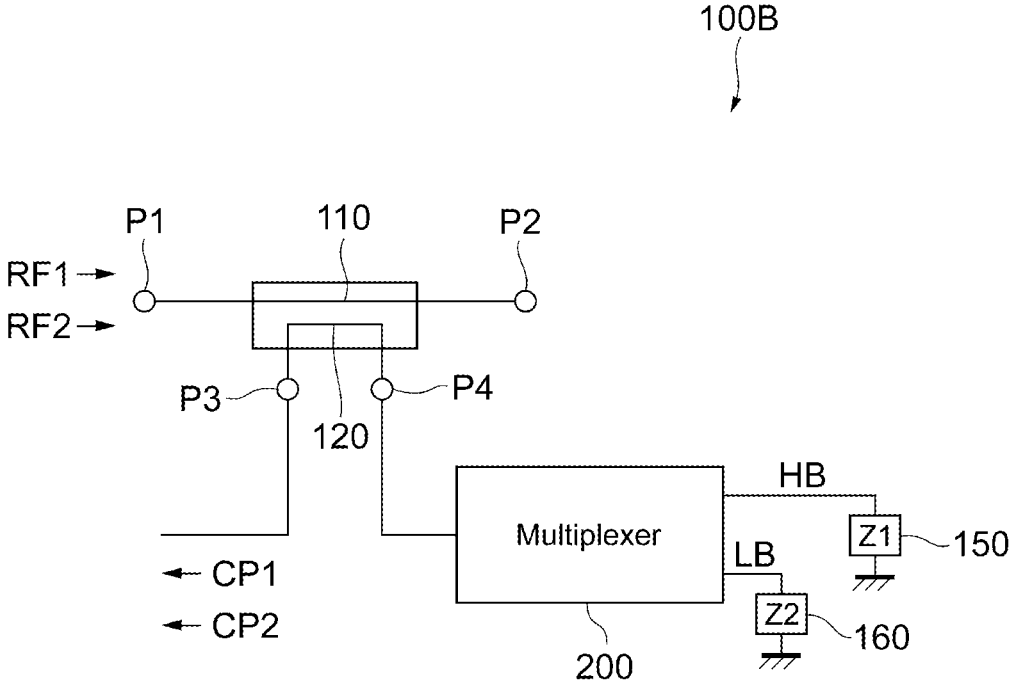 100B
P1
110
P2
RF1
RF2
P3
P4
120
HB
Multiplexer
Z1
150
LB
CP1
Z2
CP2
160
200